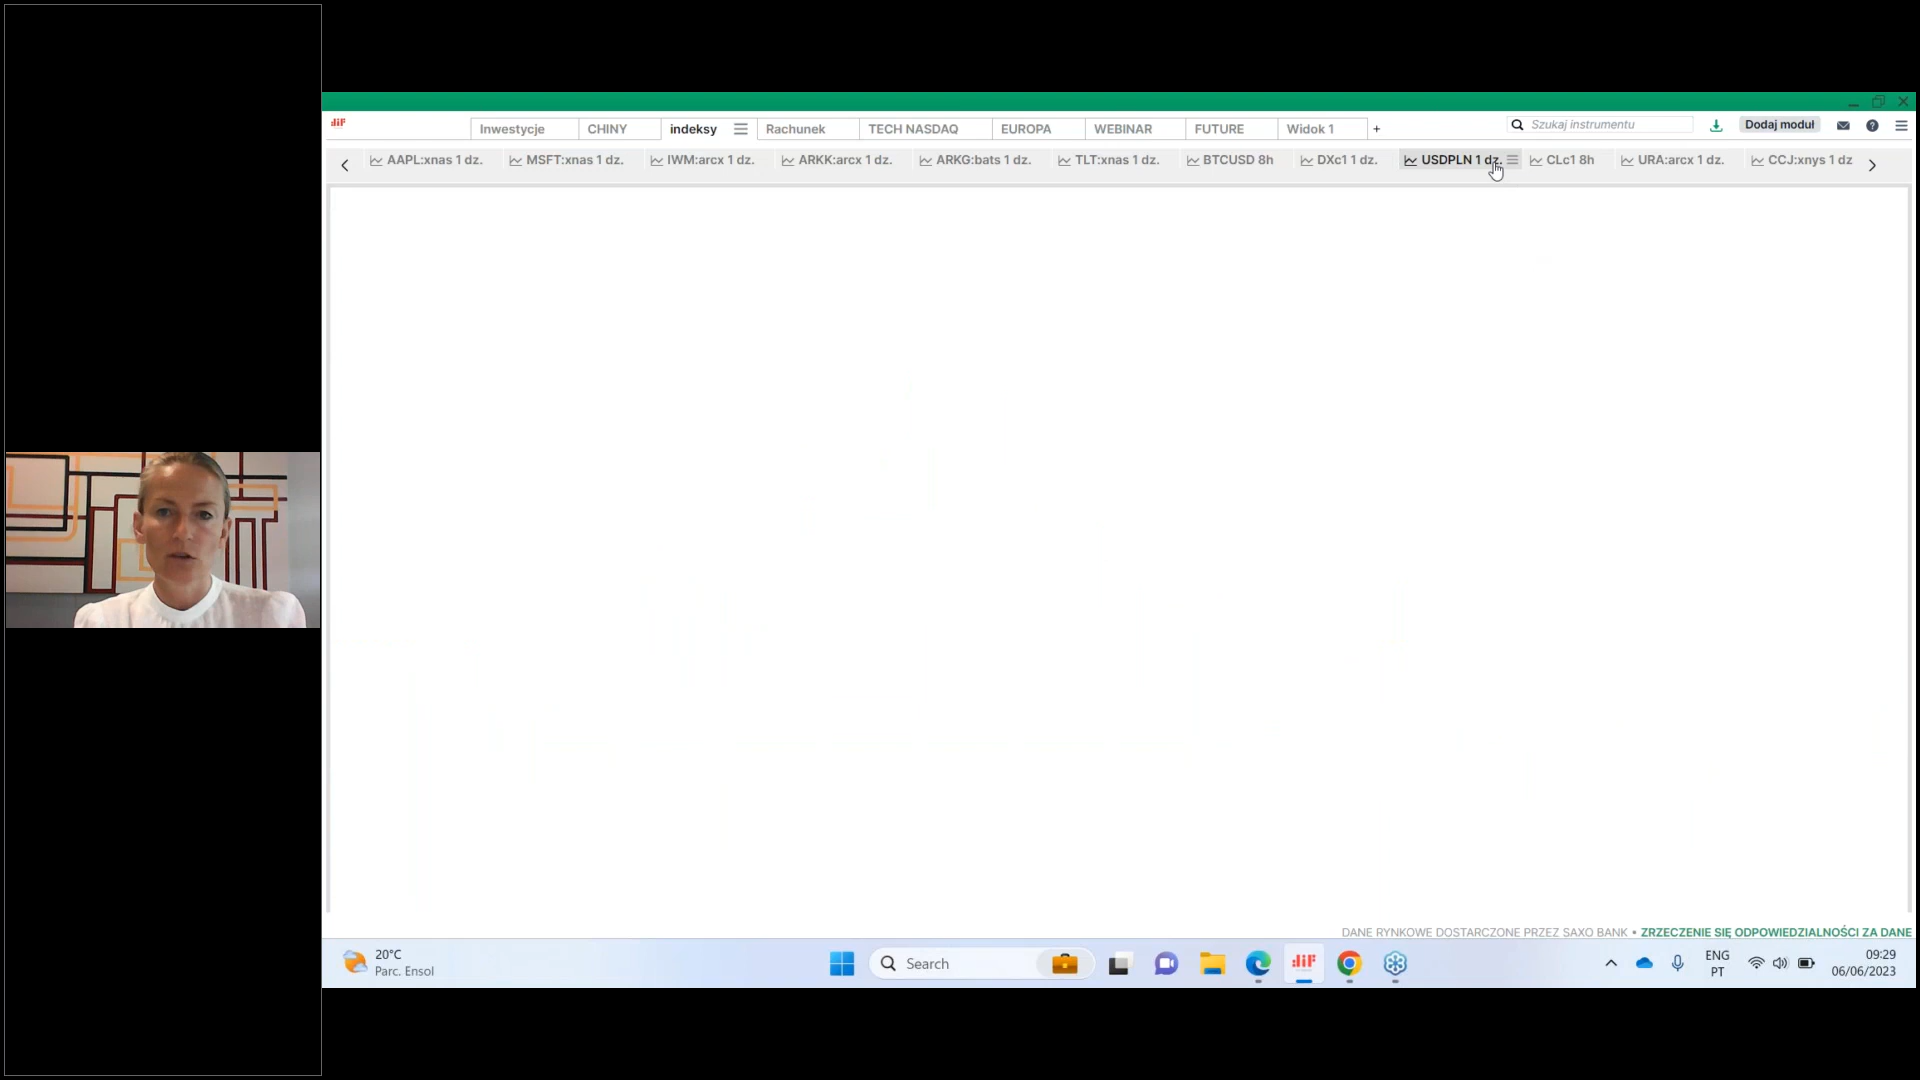 dif
Inwestycje CHINY indeksy Rachunek TECH NASDAQ EUROPA WEBINAR FUTURE Widok 1 + Szukaj instrumentu Dodaj moduł
AAPL:xnas 1 dz. MSFT:xnas 1 dz. IWM:arcx 1 dz. ARKK:arcx 1 dz. ARKG:bats 1 dz. TLT:xnas 1 dz. BTCUSD 8h DXc1 1 dz. USDPLN 1 dz. CLc1 8h URA:arcx 1 dz. CCJ:xnys 1 dz
DANE RYNKOWE DOSTARCZONE PRZEZ SAXO BANK • ZRZECZENIE SIĘ ODPOWIEDZIALNOŚCI ZA DANE
20°C
Parc. Ensol
Search
dif
ENG
PT
09:29
06/06/2023